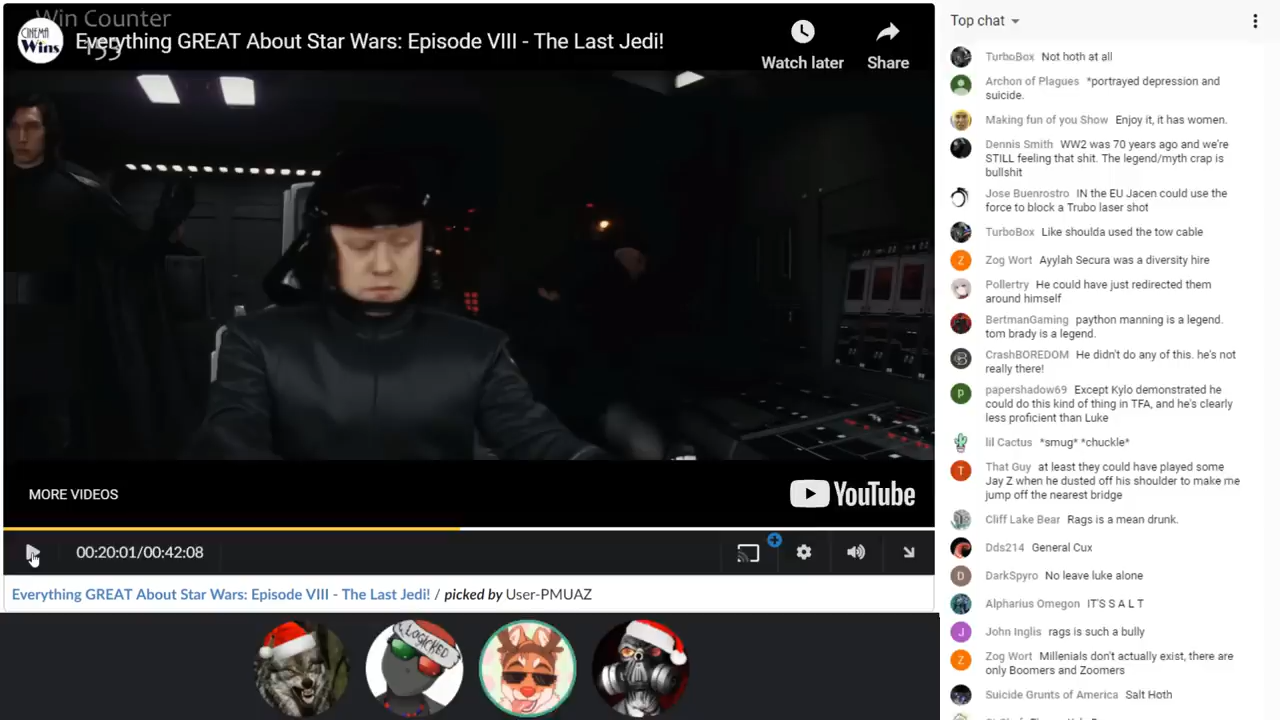 Win Counter
155
CINEMA
Wins
Everything GREAT About Star Wars: Episode VIII - The Last Jedi!
Watch later
Share
MORE VIDEOS
YouTube
00:20:01/00:42:08
Everything GREAT About Star Wars: Episode VIII - The Last Jedi! / picked by User-PMUAZ
LOGICKED
Top chat
TurboBox Not hoth at all
Archon of Plagues *portrayed depression and
suicide.
Making fun of you Show Enjoy it, it has women.
Dennis Smith WW2 was 70 years ago and we're
STILL feeling that shit. The legend/myth crap is
bullshit
Jose Buenrostro IN the EU Jacen could use the
force to block a Trubo laser shot
TurboBox Like shoulda used the tow cable
Z
Zog Wort Ayylah Secura was a diversity hire
Pollertry He could have just redirected them
around himself
BertmanGaming paython manning is a legend.
tom brady is a legend.
CrashBOREDOM He didn't do any of this. he's not
really there!
p
papershadow69 Except Kylo demonstrated he
could do this kind of thing in TFA, and he's clearly
less proficient than Luke
lil Cactus *smug* *chuckle*
T
That Guy at least they could have played some
Jay Z when he dusted off his shoulder to make me
jump off the nearest bridge
Cliff Lake Bear Rags is a mean drunk.
Dds214 General Cux
D
DarkSpyro No leave luke alone
Alpharius Omegon IT'S S A L T
J
John Inglis rags is such a bully
Z
Zog Wort Millenials don't actually exist, there are
only Boomers and Zoomers
Suicide Grunts of America Salt Hoth